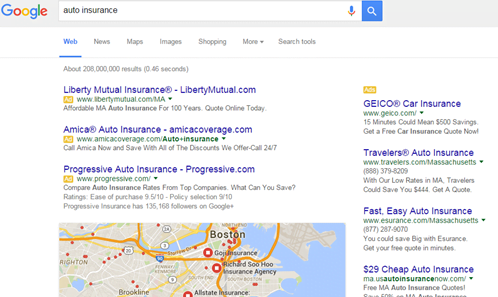 Google
auto insurance
Web News Maps Images Shopping More Search tools
About 208,000,000 results (0.46 seconds)
Liberty Mutual Insurance® - LibertyMutual.com
Ad www.libertymutual.com/MA
Affordable MA Auto Insurance For 100 Years. Quote Online Today.
Amica® Auto Insurance - amicacoverage.com
Ad www.amicacoverage.com/Auto+insurance
Call Amica Now and Save With All of The Discounts We Offer-Call 24/7
Progressive Auto Insurance - Progressive.com
Ad www.progressive.com/
Compare Auto Insurance Rates From Top Companies. What Can You Save?
Ratings: Ease of purchase 9.5/10 - Policy selection 9/10
Progressive Insurance has 135,168 followers on Google+
Boston
Goji Insurance
Richard Soo Hoo
Insurance Agency
Brookline
Allstate Insurance:
Ads
GEICO® Car Insurance
www.geico.com/
15 Minutes Could Mean $500 Savings.
Get a Free Car Insurance Quote Now!
Travelers® Auto Insurance
www.travelers.com/Massachusetts
(888) 379-8209
With Our Low Rates in MA, Travelers
Could Save You $444. Get A Quote.
Fast, Easy Auto Insurance
www.esurance.com/Massachusetts
(877) 287-9070
You could save Big with Esurance.
Get your free quote in minutes.
$29 Cheap Auto Insurance
ma.usautoinsurancenow.com/
Free MA Auto Insurance Quotes!